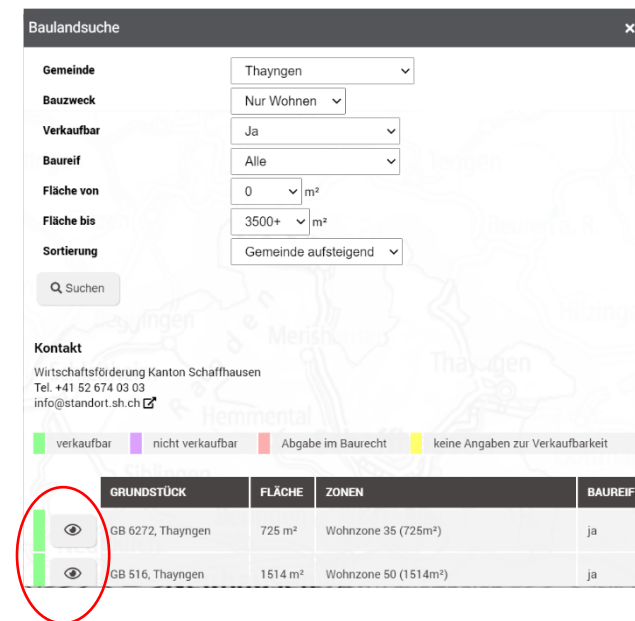 Baulandsuche ×
Gemeinde Thayngen
Bauzweck Nur Wohnen
Verkaufbar Ja
Baureif Alle
Fläche von 0 m²
Fläche bis 3500+ m²
Sortierung Gemeinde aufsteigend
Suchen
Kontakt
Wirtschaftsförderung Kanton Schaffhausen
Tel. +41 52 674 03 03
info@standort.sh.ch
verkaufbar nicht verkaufbar Abgabe im Baurecht keine Angaben zur Verkaufbarkeit
GRUNDSTÜCK FLÄCHE ZONEN BAUREIF
GB 6272, Thayngen 725 m² Wohnzone 35 (725m²) ja
GB 516, Thayngen 1514 m² Wohnzone 50 (1514m²) ja